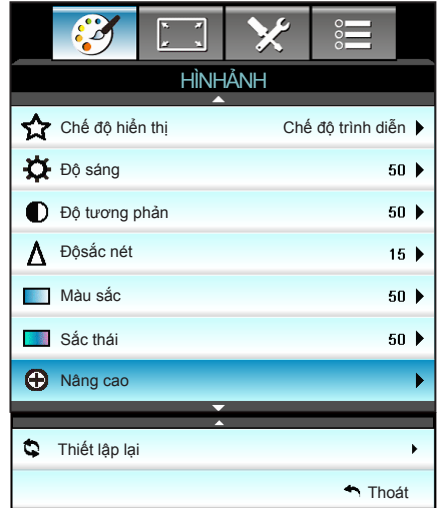 HÌNHẢNH
Chế độ hiển thị Chế độ trình diễn
Độ sáng 50
Độ tương phản 50
Độsắc nét 15
Màu sắc 50
Sắc thái 50
Nâng cao
Thiết lập lại
Thoát